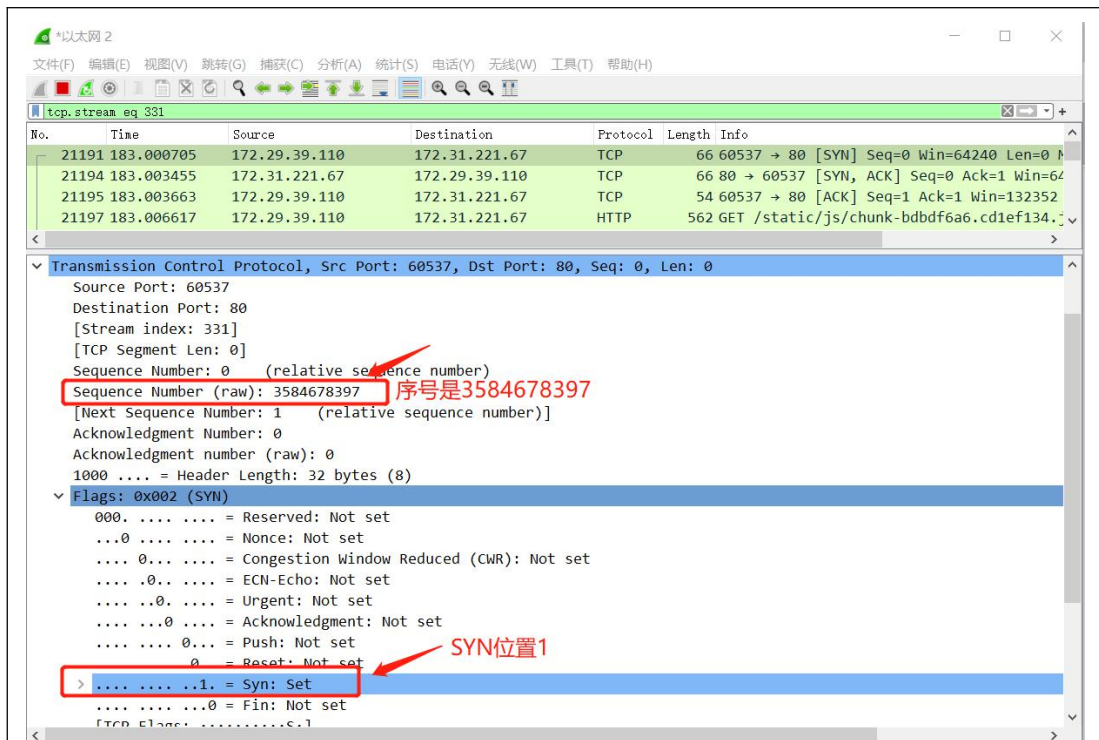 *以太网 2
文件(F) 编辑(E) 视图(V) 跳转(G) 捕获(C) 分析(A) 统计(S) 电话(Y) 无线(W) 工具(T) 帮助(H)
tcp.stream eq 331
No. Time Source Destination Protocol Length Info
21191 183.000705 172.29.39.110 172.31.221.67 TCP 66 60537 → 80 [SYN] Seq=0 Win=64240 Len=0
21194 183.003455 172.31.221.67 172.29.39.110 TCP 66 80 → 60537 [SYN, ACK] Seq=0 Ack=1 Win=64
21195 183.003663 172.29.39.110 172.31.221.67 TCP 54 60537 → 80 [ACK] Seq=1 Ack=1 Win=132352
21197 183.006617 172.29.39.110 172.31.221.67 HTTP 562 GET /static/js/chunk-bdbdf6a6.cd1ef134.
Transmission Control Protocol, Src Port: 60537, Dst Port: 80, Seq: 0, Len: 0
Source Port: 60537
Destination Port: 80
[Stream index: 331]
[TCP Segment Len: 0]
Sequence Number: 0 (relative sequence number)
Sequence Number (raw): 3584678397 序号是3584678397
[Next Sequence Number: 1 (relative sequence number)]
Acknowledgment Number: 0
Acknowledgment number (raw): 0
1000 .... = Header Length: 32 bytes (8)
Flags: 0x002 (SYN)
000. .... .... = Reserved: Not set
...0 .... .... = Nonce: Not set
.... 0... .... = Congestion Window Reduced (CWR): Not set
.... .0.. .... = ECN-Echo: Not set
.... ..0. .... = Urgent: Not set
.... ...0 .... = Acknowledgment: Not set
.... .... 0... = Push: Not set
SYN位置1
0 = Reset: Not set
.... .... ..1. = Syn: Set
.... .... ...0 = Fin: Not set
[TCP Flags: ··········S·]